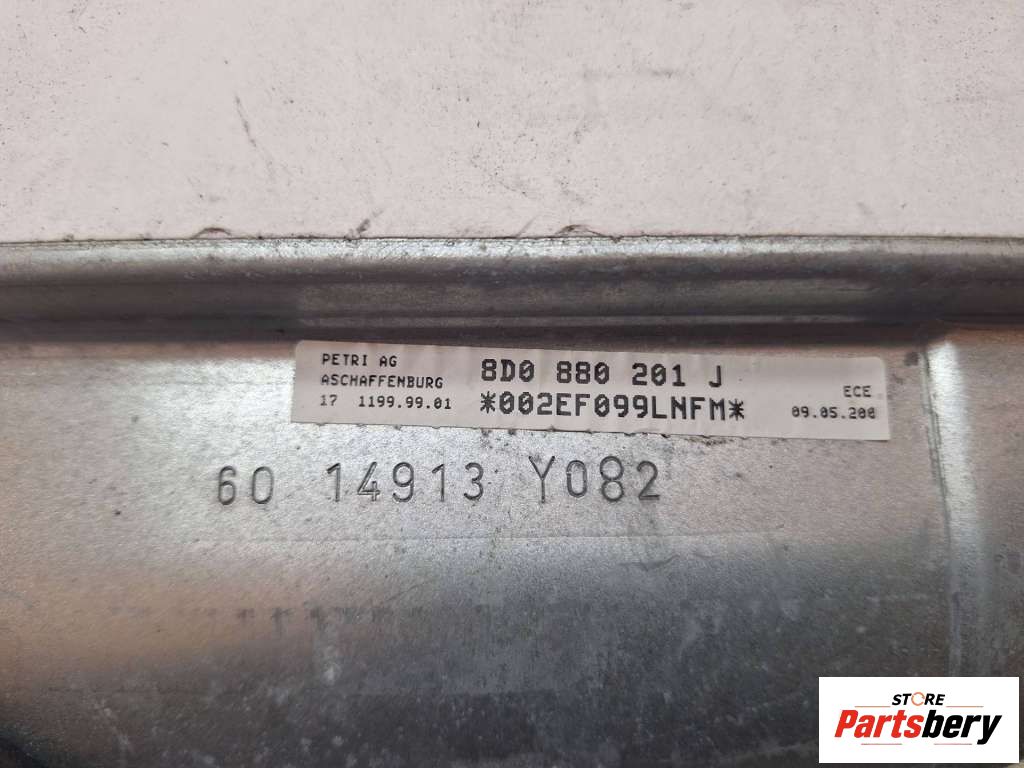 PETRI AG
ASCHAFFENBURG
17 1199.99.01
8D0 880 201 J
*002EF099LNFM*
ECE
09.05.200
60 14913 Y082
STORE
Partsbery